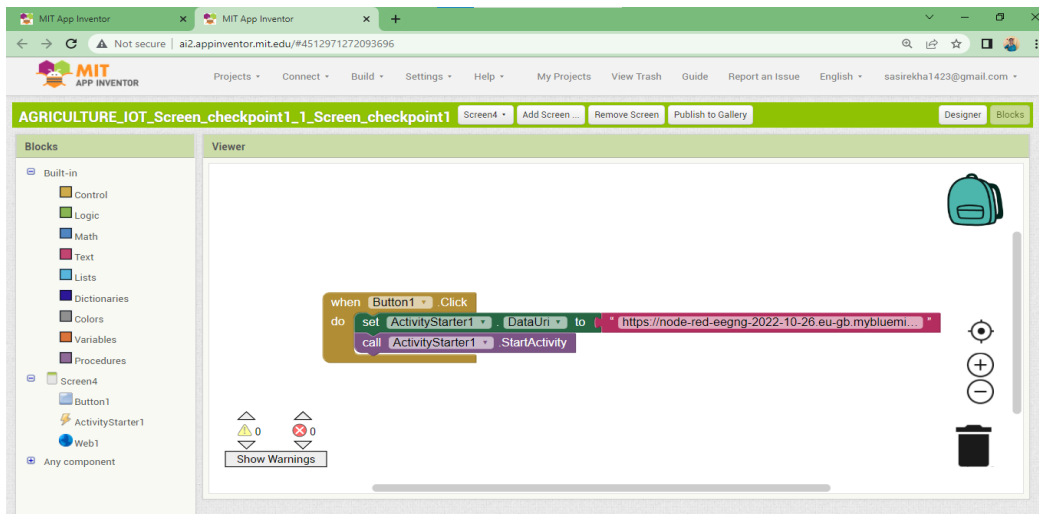 MIT App Inventor
MIT App Inventor
Not secure ai2.appinventor.mit.edu/#4512971272093696
MIT APP INVENTOR
Projects Connect Build Settings Help My Projects View Trash Guide Report an Issue English sasirekha1423@gmail.com
AGRICULTURE_IOT_Screen_checkpoint1_1_Screen_checkpoint1 Screen4 Add Screen ... Remove Screen Publish to Gallery Designer Blocks
Blocks Viewer
Built-in
Control
Logic
Math
Text
Lists
Dictionaries
Colors
Variables
Procedures
Screen4
Button1
ActivityStarter1
Web1
Any component
when Button1 .Click
do set ActivityStarter1 . DataUri to " https://node-red-eegng-2022-10-26.eu-gb.mybluemi... "
call ActivityStarter1 .StartActivity
0 0
Show Warnings